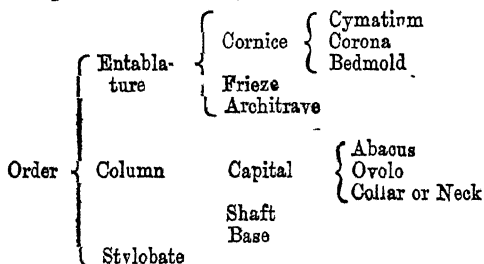 Cymatium
Cornice Corona
Entabla- Bedmold
ture Frieze
Architrave
Abacus
Order Column Capital Ovolo
Collar or Neck
Shaft
Base
Stylobate